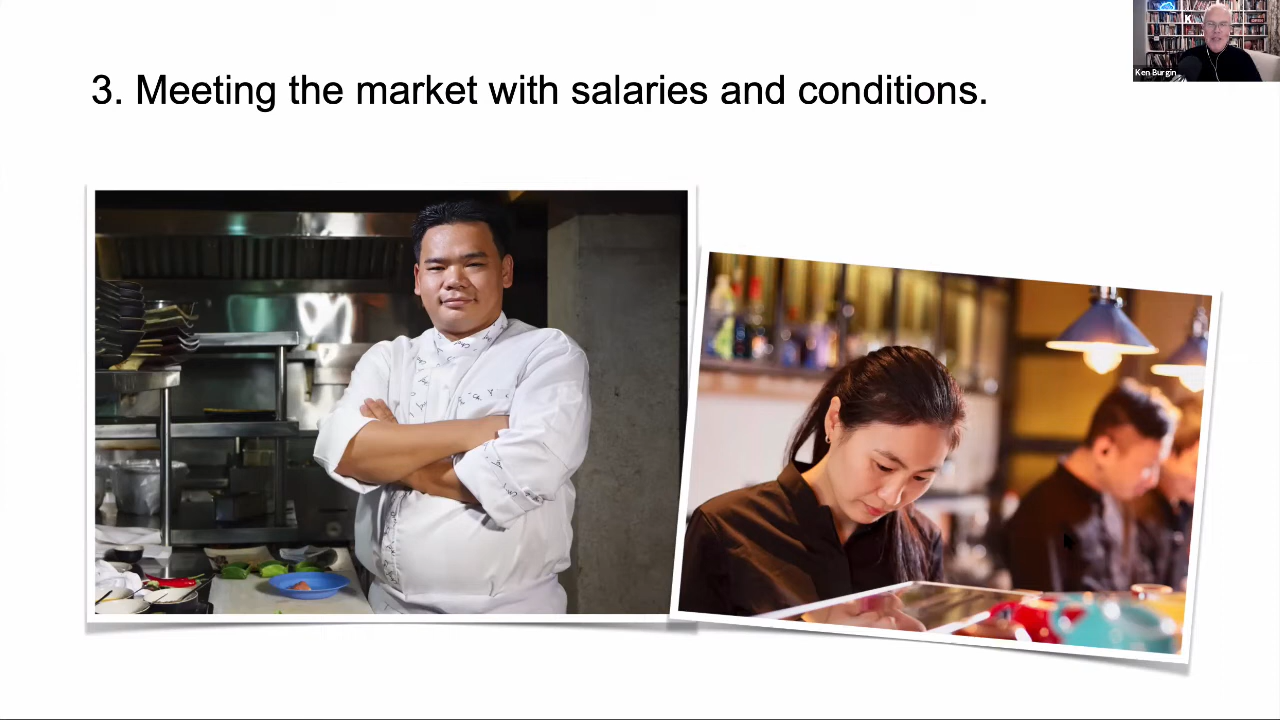 3. Meeting the market with salaries and conditions.
Ken Burgin